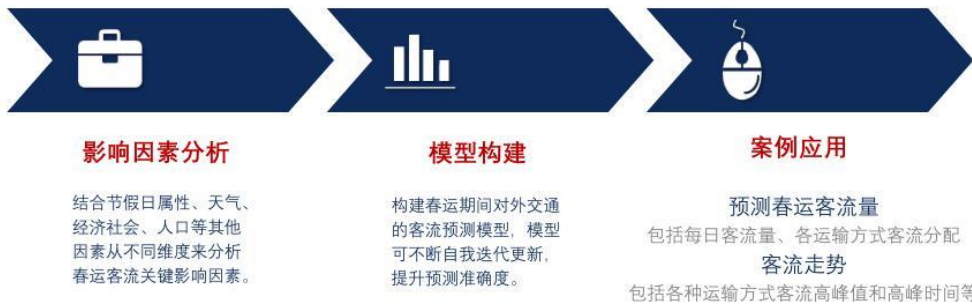 影响因素分析
结合节假日属性、天气、
经济社会、人口等其他
因素从不同维度来分析
春运客流关键影响因素。
模型构建
构建春运期间对外交通
的客流预测模型，模型
可不断自我迭代更新，
提升预测准确度。
案例应用
预测春运客流量
包括每日客流量、各运输方式客流分配
客流走势
包括各种运输方式客流高峰值和高峰时间等